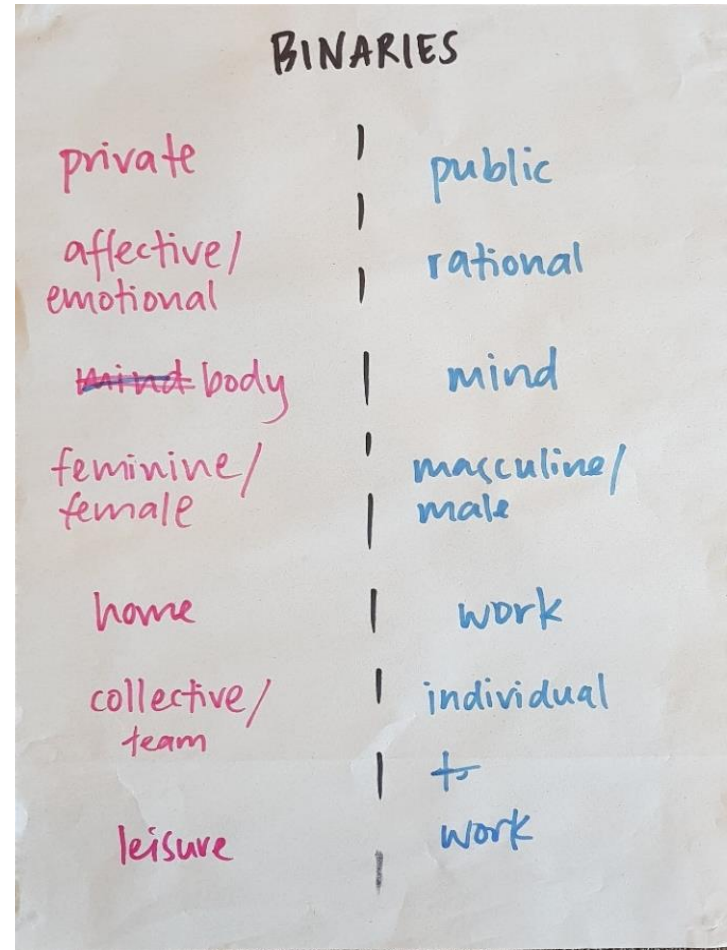 BINARIES
private public
affective/ rational
emotional
mind body mind
feminine/ masculine/
female male
home work
collective/ individual
team
leisure work